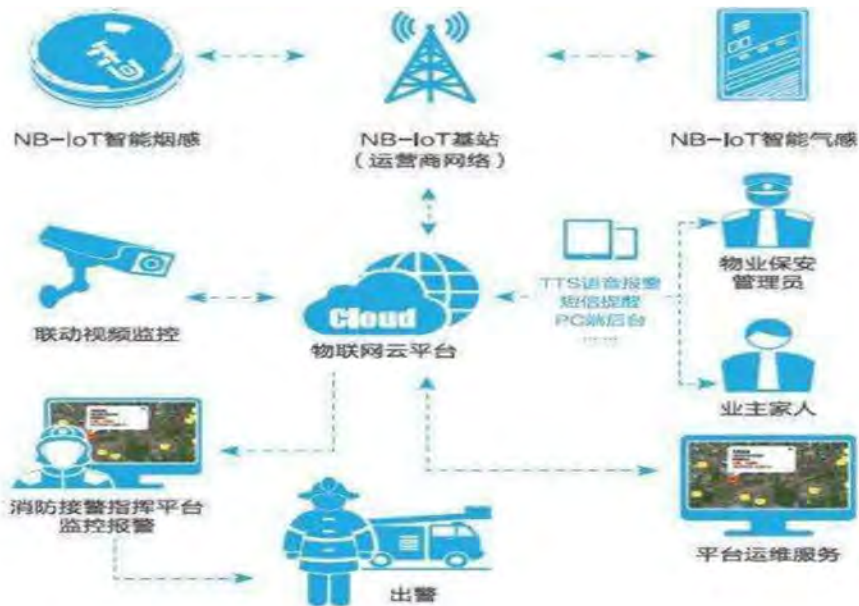 NB-IoT智能烟感
NB-IoT基站
（运营商网络）
NB-IoT智能气感
联动视频监控
Cloud
物联网云平台
TTS语音报警
短信提醒
PC端后台
……
物业保安
管理员
业主家人
消防接警指挥平台
监控报警
出警
平台运维服务